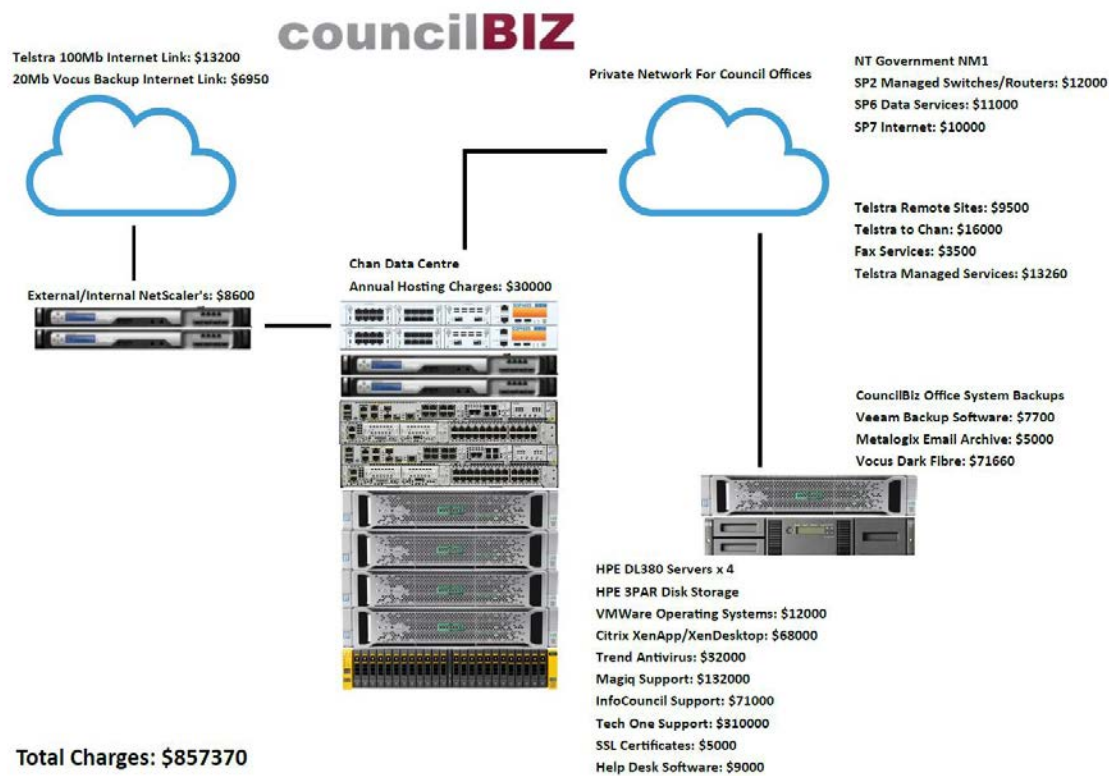 councilBIZ
Telstra 100Mb Internet Link: $13200
20Mb Vocus Backup Internet Link: $6950
Private Network For Council Offices
NT Government NM1
SP2 Managed Switches/Routers: $12000
SP6 Data Services: $11000
SP7 Internet: $10000
Telstra Remote Sites: $9500
Telstra to Chan: $16000
Fax Services: $3500
Telstra Managed Services: $13260
Chan Data Centre
Annual Hosting Charges: $30000
External/Internal NetScaler's: $8600
CouncilBiz Office System Backups
Veeam Backup Software: $7700
Metalogix Email Archive: $5000
Vocus Dark Fibre: $71660
HPE DL380 Servers x 4
HPE 3PAR Disk Storage
VMWare Operating Systems: $12000
Citrix XenApp/XenDesktop: $68000
Trend Antivirus: $32000
Magiq Support: $132000
InfoCouncil Support: $71000
Tech One Support: $310000
SSL Certificates: $5000
Help Desk Software: $9000
Total Charges: $857370